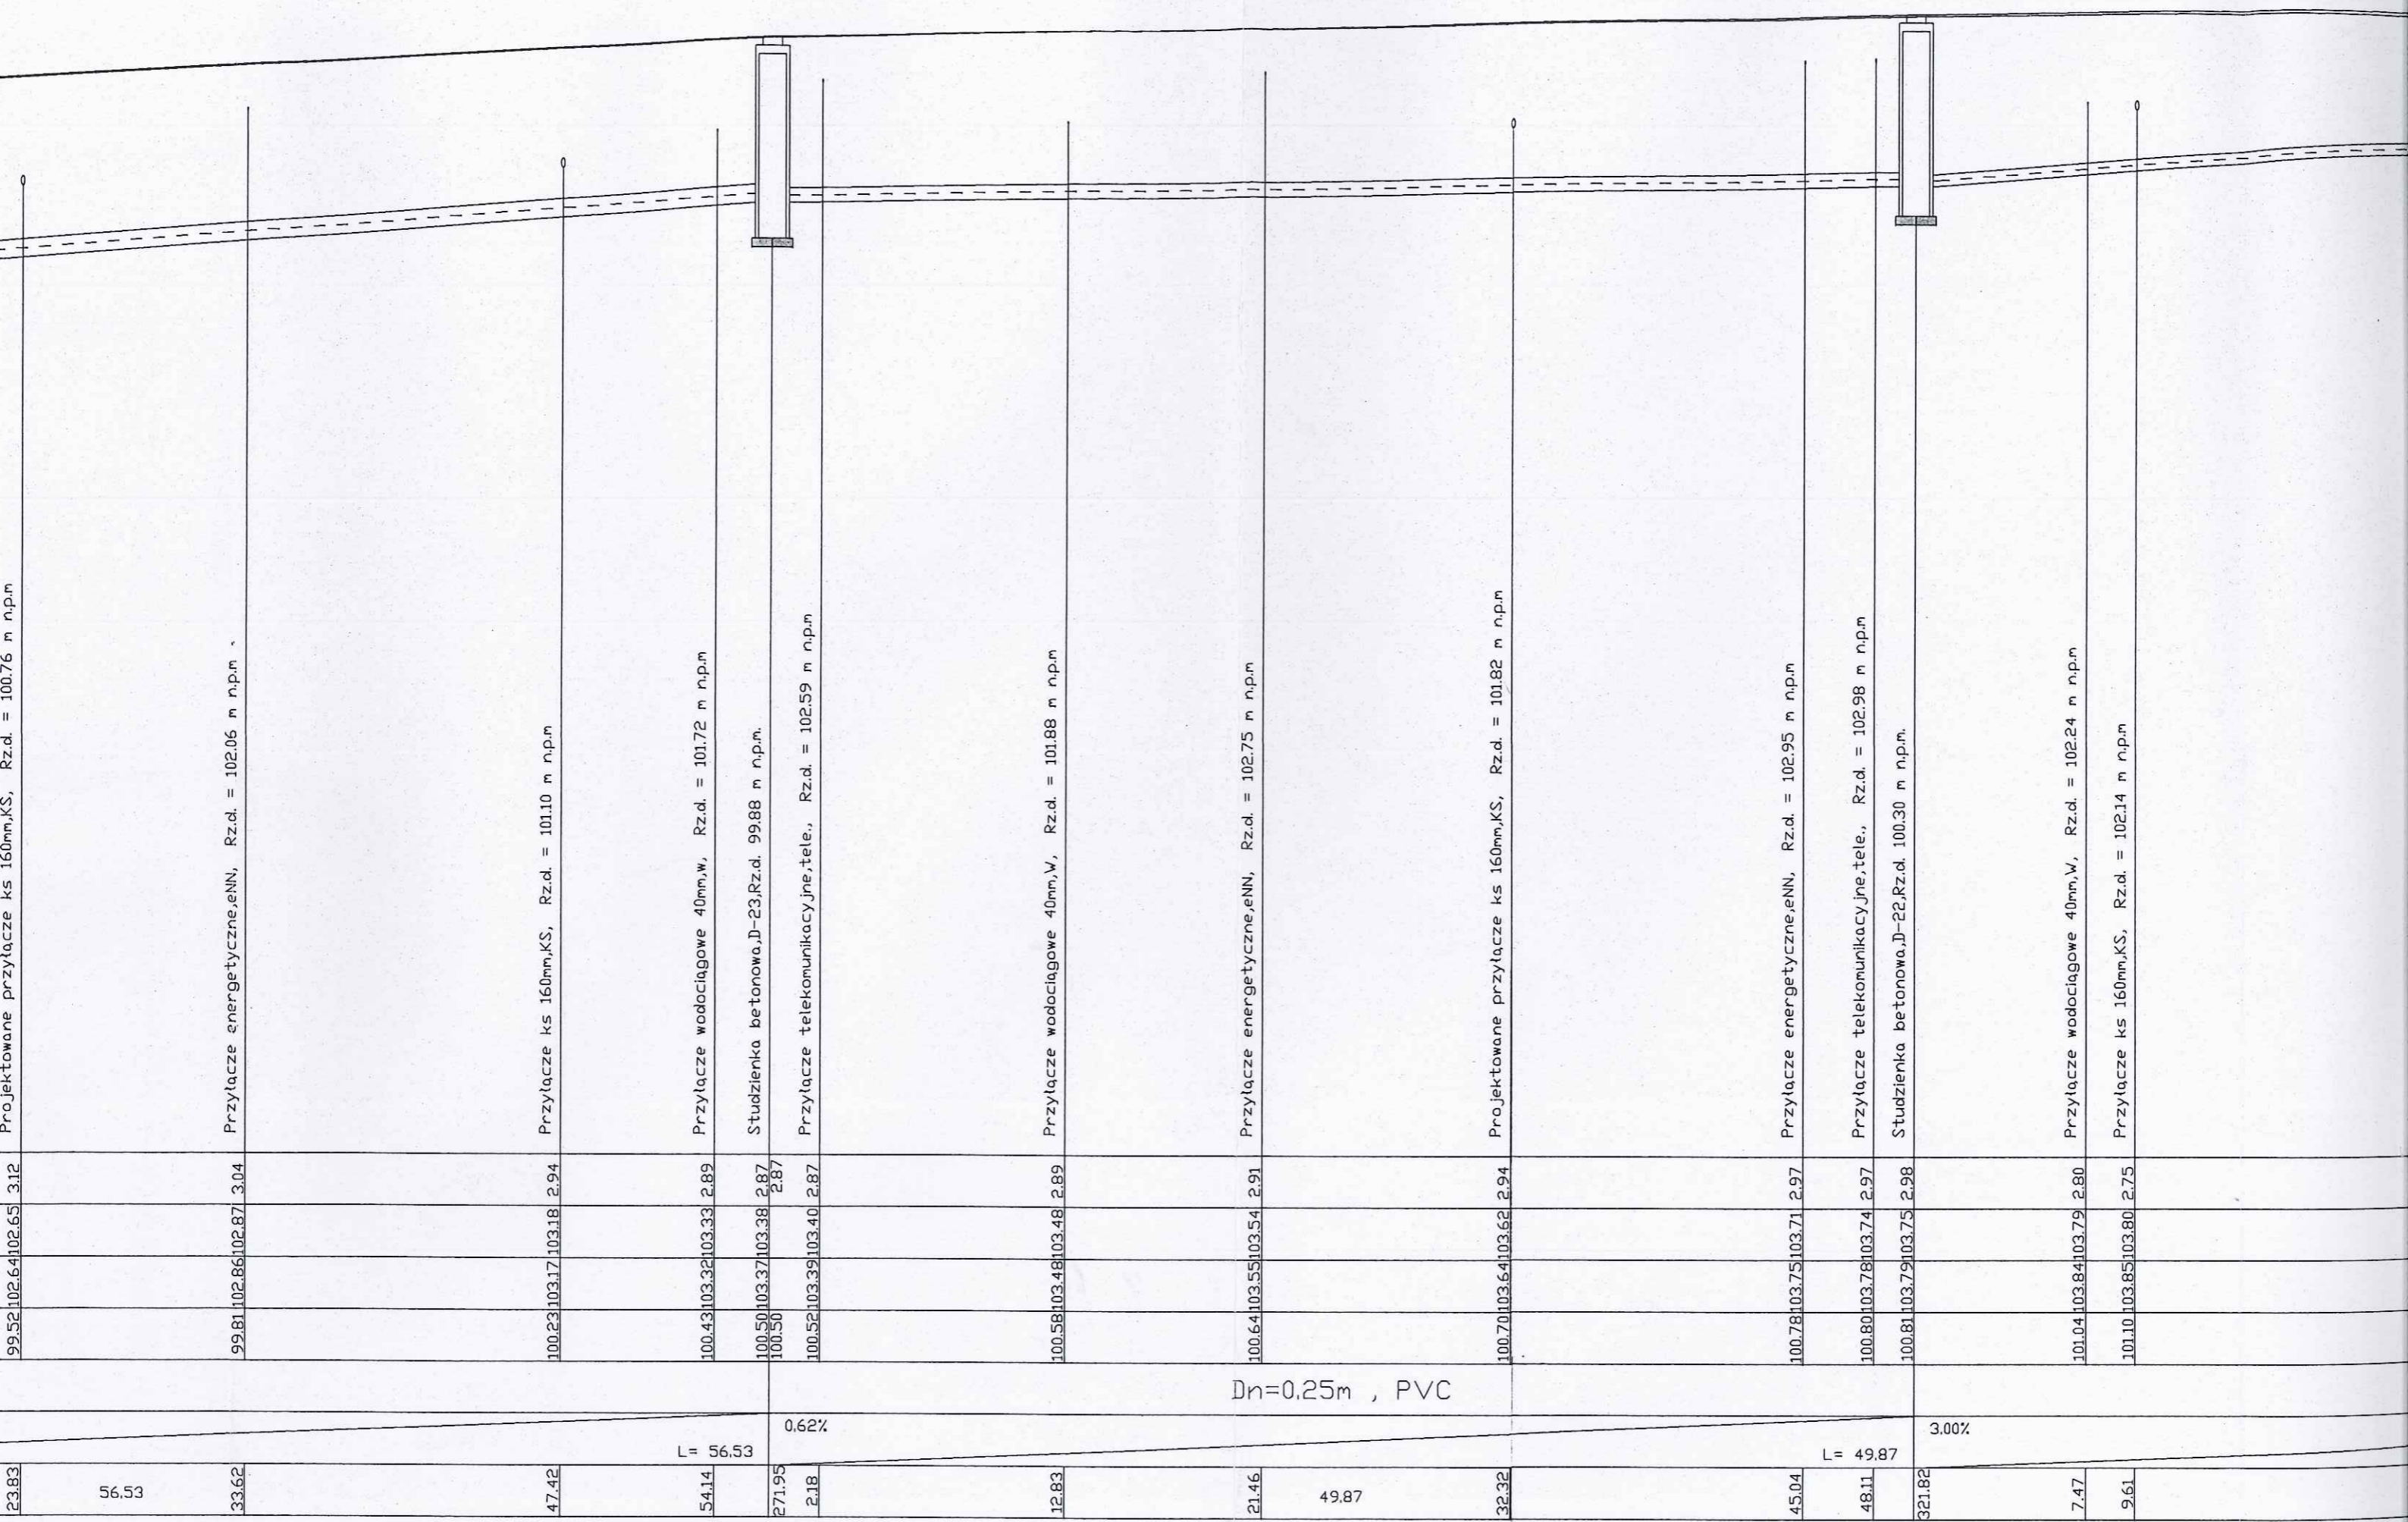 Projektowane przyłącze ks 160mm,KS, Rz.d. = 100.76 m n.p.m
Przyłącze energetyczne,eNN, Rz.d. = 102.06 m n.p.m
Przyłącze ks 160mm,KS, Rz.d. = 101.10 m n.p.m
Przyłącze wodociągowe 40mm,w, Rz.d. = 101.72 m n.p.m
Studzienka betonowa,D-23,Rz.d. 99.88 m n.p.m.
Przyłącze telekomunikacyjne,tele., Rz.d. = 102.59 m n.p.m
Przyłącze wodociągowe 40mm,W, Rz.d. = 101.88 m n.p.m
Przyłącze energetyczne,eNN, Rz.d. = 102.75 m n.p.m
Projektowane przyłącze ks 160mm,KS, Rz.d. = 101.82 m n.p.m
Przyłącze energetyczne,eNN, Rz.d. = 102.95 m n.p.m
Przyłącze telekomunikacyjne,tele., Rz.d. = 102.98 m n.p.m
Studzienka betonowa,D-22,Rz.d. 100.30 m n.p.m.
Przyłącze wodociągowe 40mm,W, Rz.d. = 102.24 m n.p.m
Przyłącze ks 160mm,KS, Rz.d. = 102.14 m n.p.m
3.12 3.04 2.94 2.89 2.87 2.87 2.87 2.89 2.91 2.94 2.97 2.97 2.98 2.80 2.75
102.65 102.87 103.18 103.33 103.38 103.40 103.48 103.54 103.62 103.71 103.74 103.75 103.79 103.80
102.64 102.86 103.17 103.32 103.37 103.39 103.48 103.55 103.64 103.75 103.78 103.79 103.84 103.85
99.52 99.81 100.23 100.43 100.50 100.50 100.52 100.58 100.64 100.70 100.78 100.80 100.81 101.04 101.10
Dn=0.25m , PVC
0.62% 3.00%
L= 56.53 L= 49.87
23.83 56.53 33.62 47.42 54.14 271.95 2.18 12.83 21.46 49.87 32.32 45.04 48.11 321.82 7.47 9.61